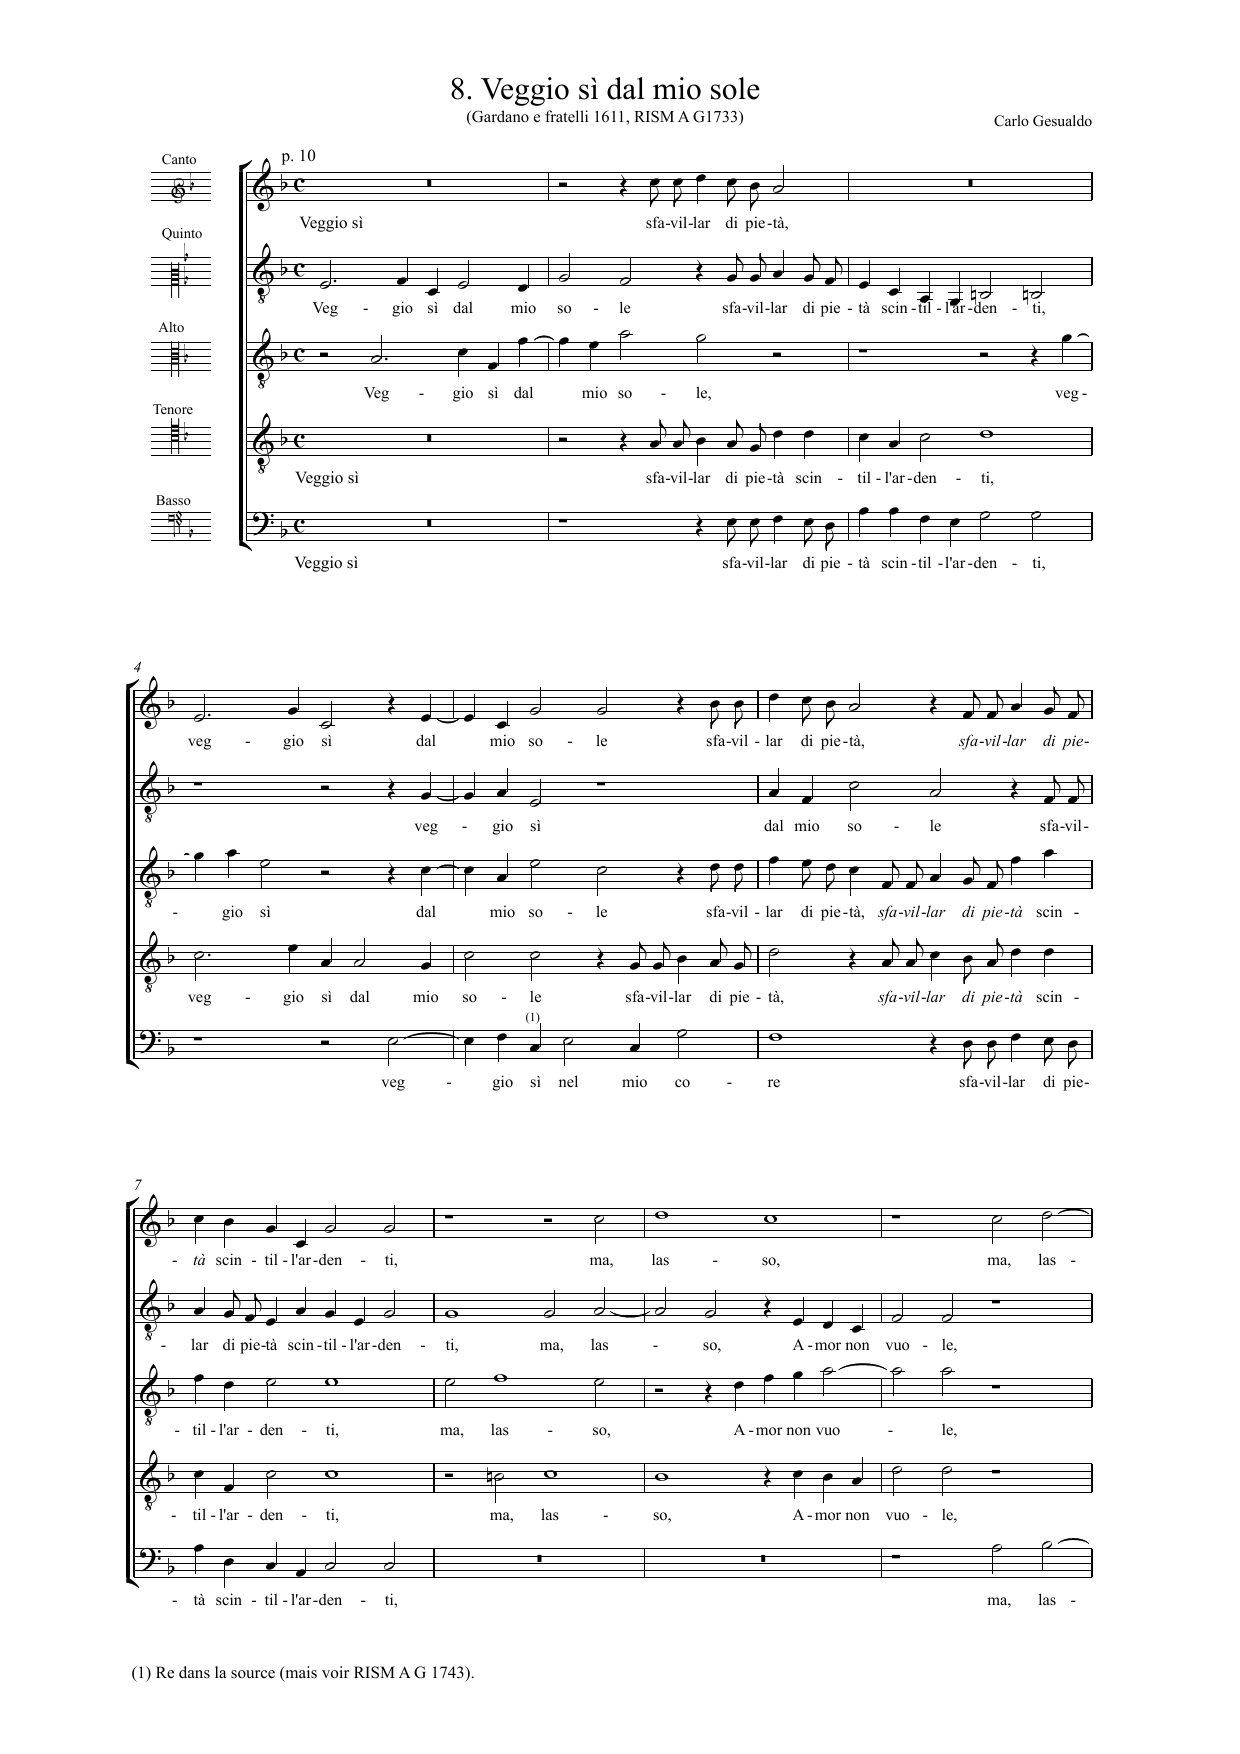 8. Veggio sì dal mio sole
(Gardano e fratelli 1611, RISM A G1733)
Carlo Gesualdo
p. 10
Canto
Veggio sì sfa-vil-lar di pie-tà,
Quinto
Veg - gio sì dal mio so - le sfa-vil-lar di pie - tà scin - til - l'ar-den - ti,
Alto
Veg - gio sì dal mio so - le, veg -
Tenore
Veggio sì sfa-vil-lar di pie-tà scin - til - l'ar-den - ti,
Basso
Veggio sì sfa-vil-lar di pie - tà scin - til - l'ar-den - ti,
4
veg - gio sì dal mio so - le sfa-vil - lar di pie-tà, sfa-vil-lar di pie-
veg - gio sì dal mio so - le sfa-vil-
- gio sì dal mio so - le sfa-vil - lar di pie-tà, sfa-vil-lar di pie-tà scin -
veg - gio sì dal mio so - le sfa-vil-lar di pie - tà, sfa-vil-lar di pie-tà scin -
(1)
veg - gio sì nel mio co - re sfa-vil-lar di pie-
7
- tà scin - til - l'ar-den - ti, ma, las - so, ma, las -
- lar di pie-tà scin - til - l'ar-den - ti, ma, las - so, A - mor non vuo - le,
- til - l'ar - den - ti, ma, las - so, A - mor non vuo - le,
- til - l'ar - den - ti, ma, las - so, A - mor non vuo - le,
- tà scin - til - l'ar-den - ti, ma, las -
(1) Re dans la source (mais voir RISM A G 1743).